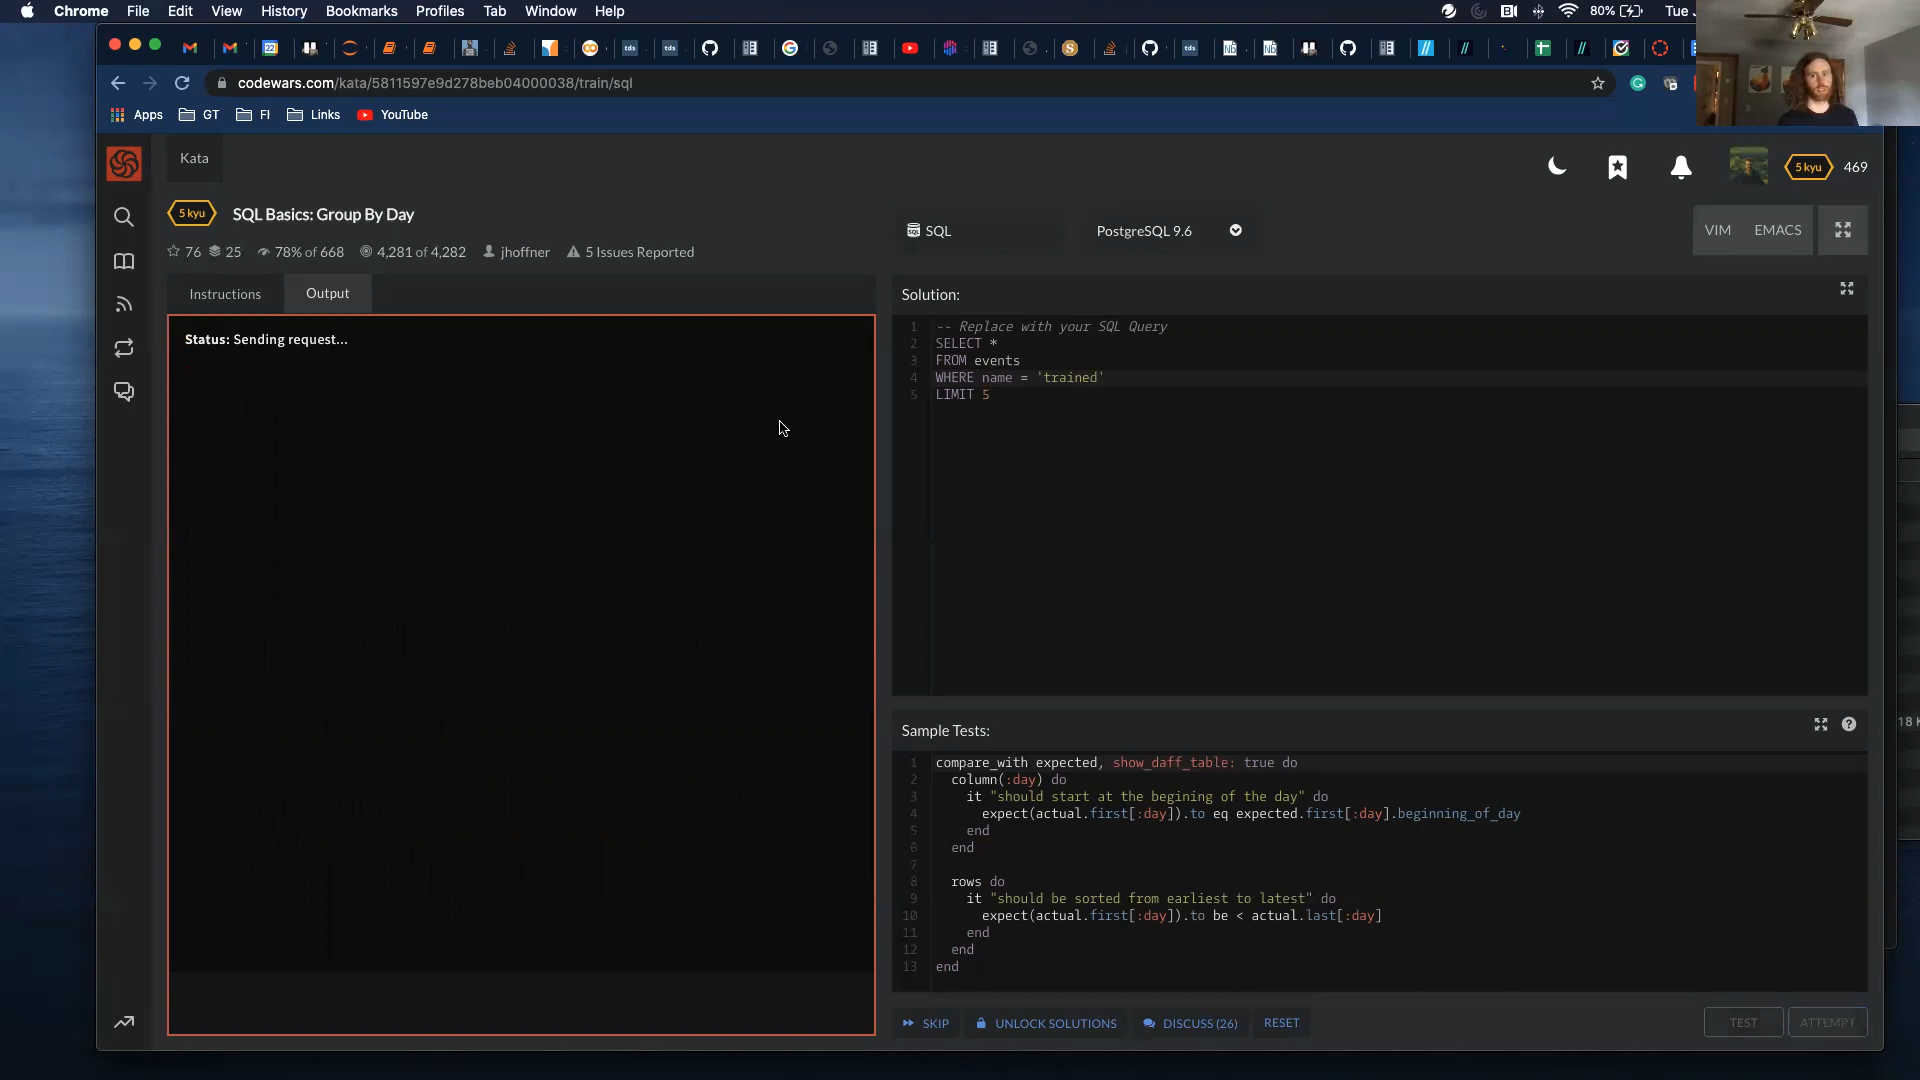 Chrome File Edit View History Bookmarks Profiles Tab Window Help
80%
Tue
codewars.com/kata/5811597e9d278beb04000038/train/sql
Apps GT FI Links YouTube
Kata
5 kyu 469
5 kyu SQL Basics: Group By Day
76 25 78% of 668 4,281 of 4,282 jhoffner 5 Issues Reported
SQL PostgreSQL 9.6
VIM EMACS
Instructions Output
Status: Sending request...
Solution:
1 -- Replace with your SQL Query
2 SELECT *
3 FROM events
4 WHERE name = 'trained'
5 LIMIT 5
Sample Tests:
1 compare_with expected, show_daff_table: true do
2 column(:day) do
3 it "should start at the begining of the day" do
4 expect(actual.first[:day]).to eq expected.first[:day].beginning_of_day
5 end
6 end
7
8 rows do
9 it "should be sorted from earliest to latest" do
10 expect(actual.first[:day]).to be < actual.last[:day]
11 end
12 end
13 end
SKIP UNLOCK SOLUTIONS DISCUSS (26) RESET
TEST ATTEMPT